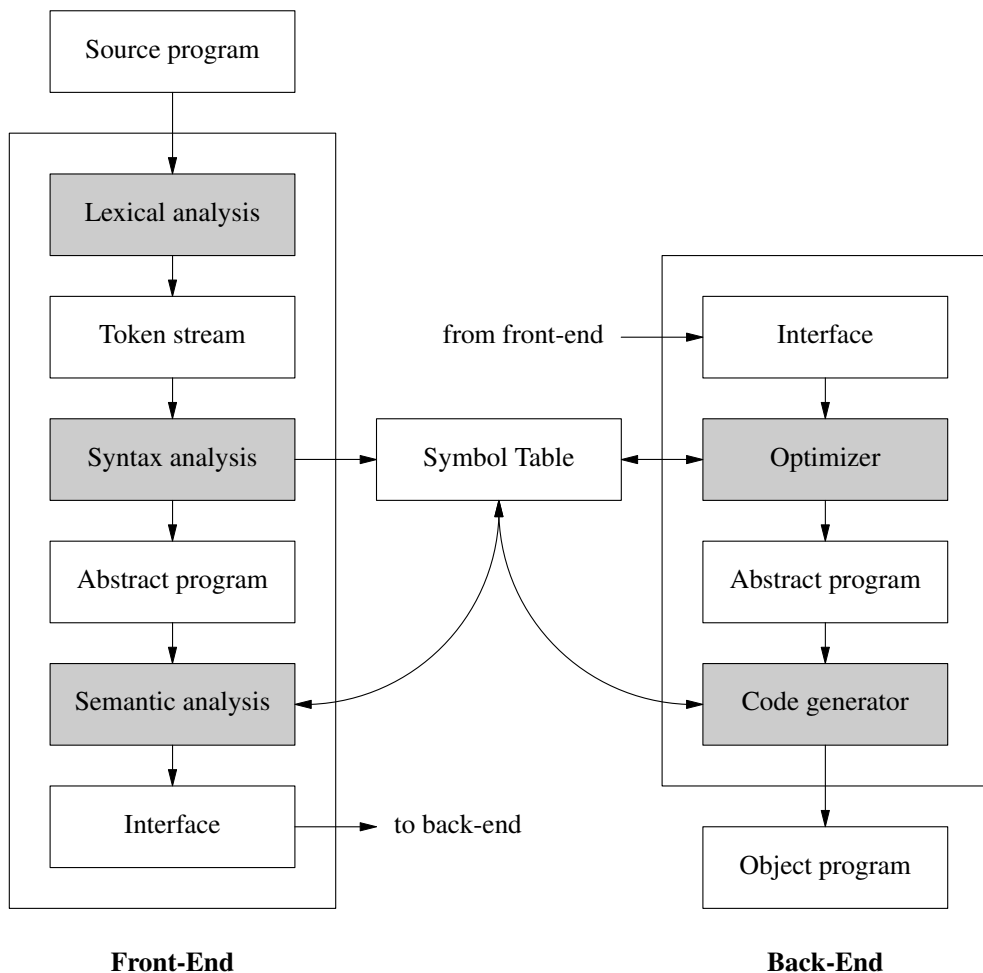 Source program
Lexical analysis
Token stream
Syntax analysis
Abstract program
Semantic analysis
Interface
to back-end
Symbol Table
from front-end
Interface
Optimizer
Abstract program
Code generator
Object program
Front-End
Back-End